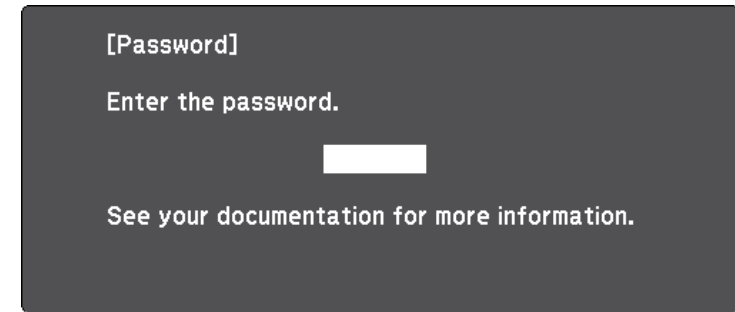 [Password]
Enter the password.
See your documentation for more information.